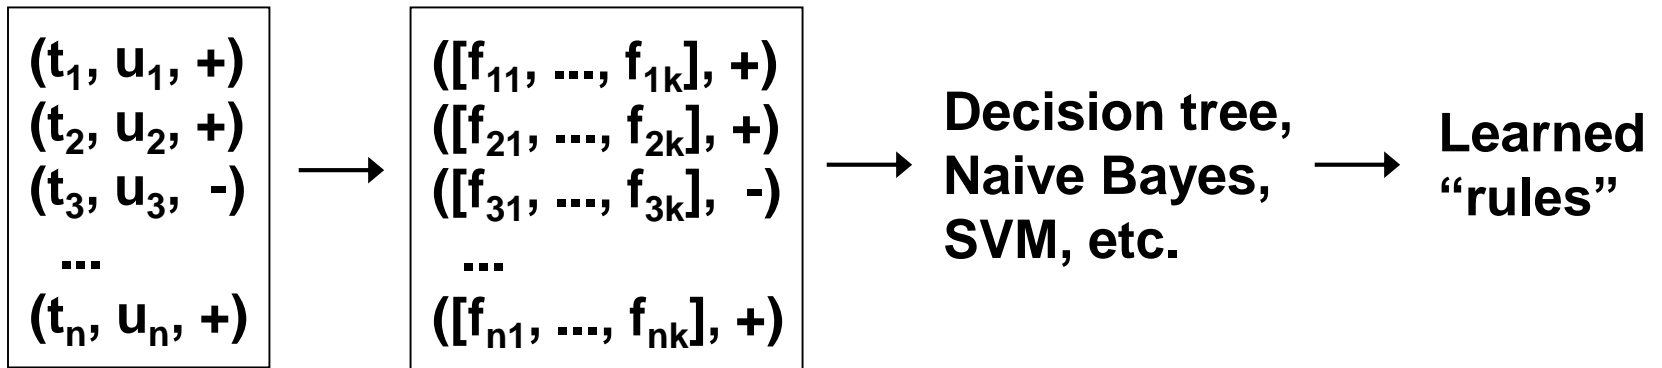 (t₁, u₁, +)
(t₂, u₂, +)
(t₃, u₃, -)
...
(tₙ, uₙ, +)
([f₁₁, ..., f₁ₖ], +)
([f₂₁, ..., f₂ₖ], +)
([f₃₁, ..., f₃ₖ], -)
...
([fₙ₁, ..., fₙₖ], +)
Decision tree,
Naive Bayes,
SVM, etc.
Learned
“rules”